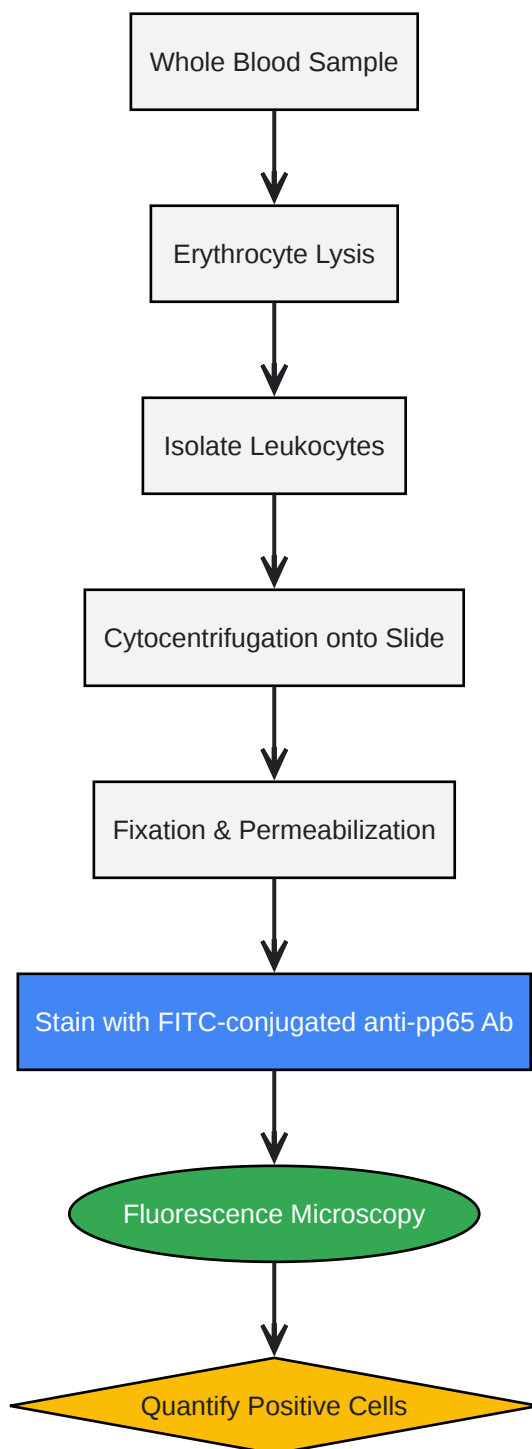 Whole Blood Sample
Erythrocyte Lysis
Isolate Leukocytes
Cytocentrifugation onto Slide
Fixation & Permeabilization
Stain with FITC-conjugated anti-pp65 Ab
Fluorescence Microscopy
Quantify Positive Cells